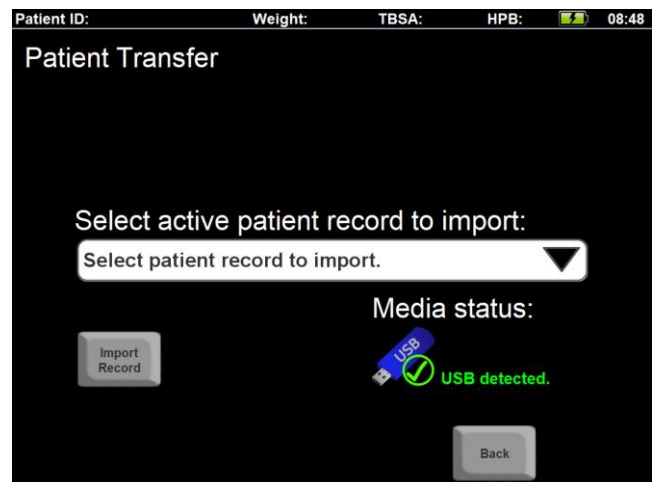 Patient ID: Weight: TBSA: HPB: 08:48
Patient Transfer
Select active patient record to import:
Select patient record to import.
Media status:
Import
Record
USB
USB detected.
Back